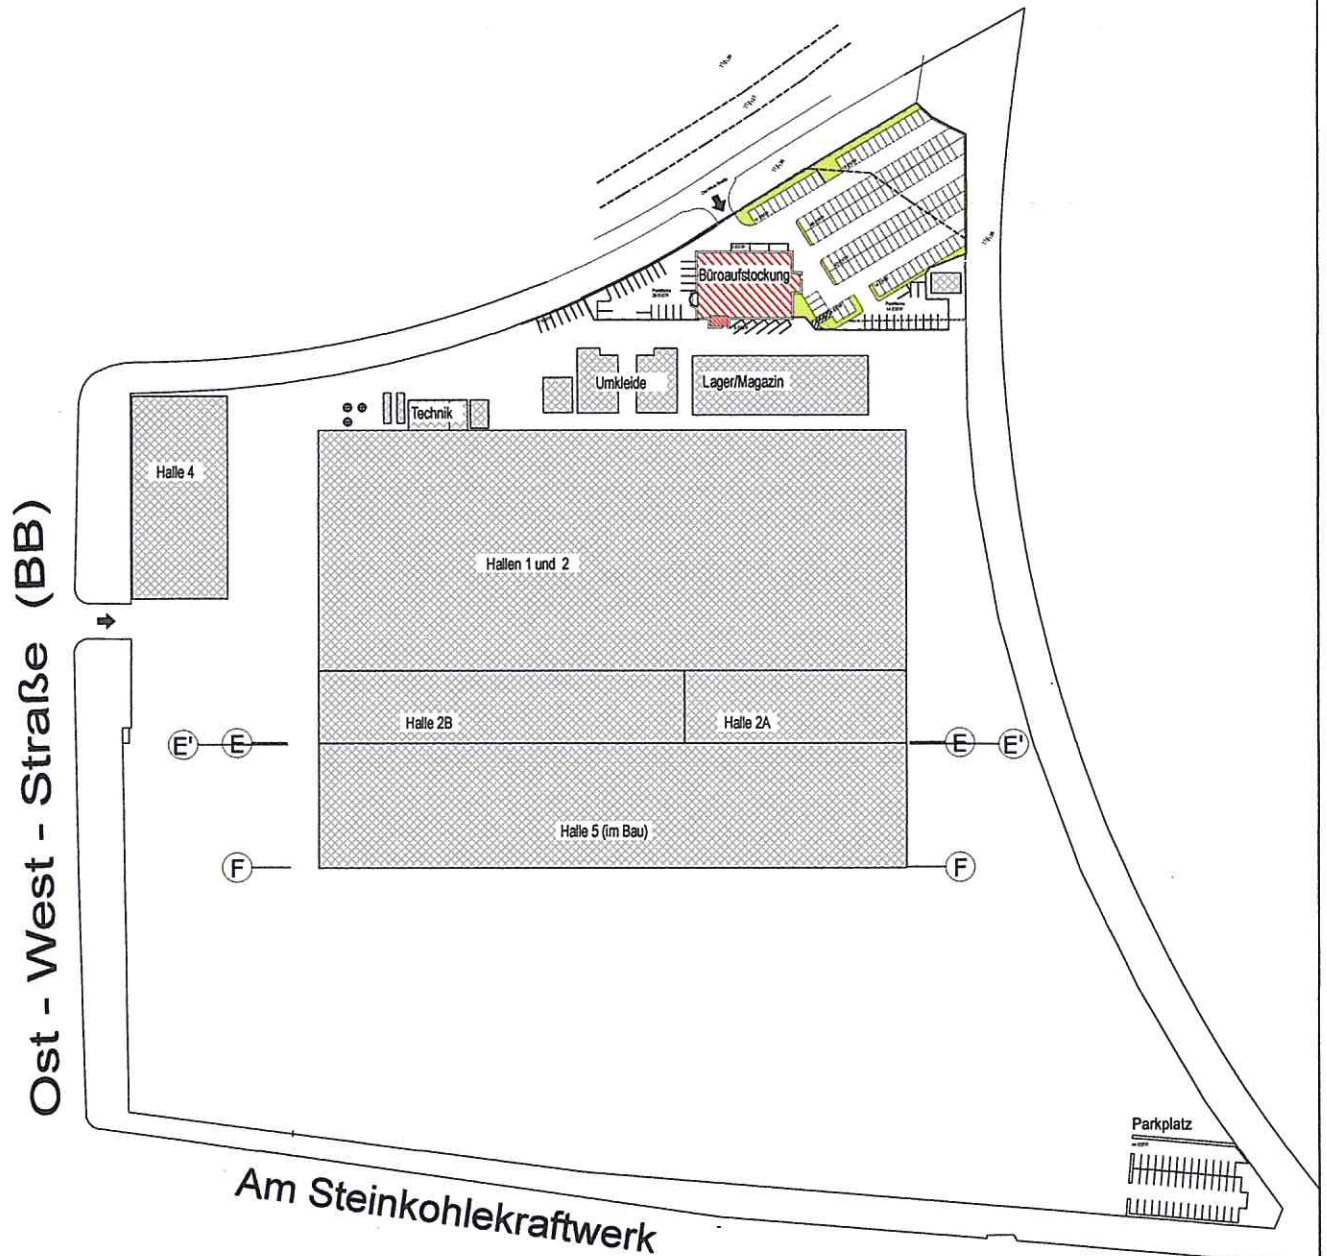 Büroaufstockung
Umkleide
Lager/Magazin
Technik
Halle 4
Hallen 1 und 2
Halle 2B
Halle 2A
E'
E
E
E'
Halle 5 (im Bau)
F
F
Ost - West - Straße (BB)
Parkplatz
Am Steinkohlekraftwerk